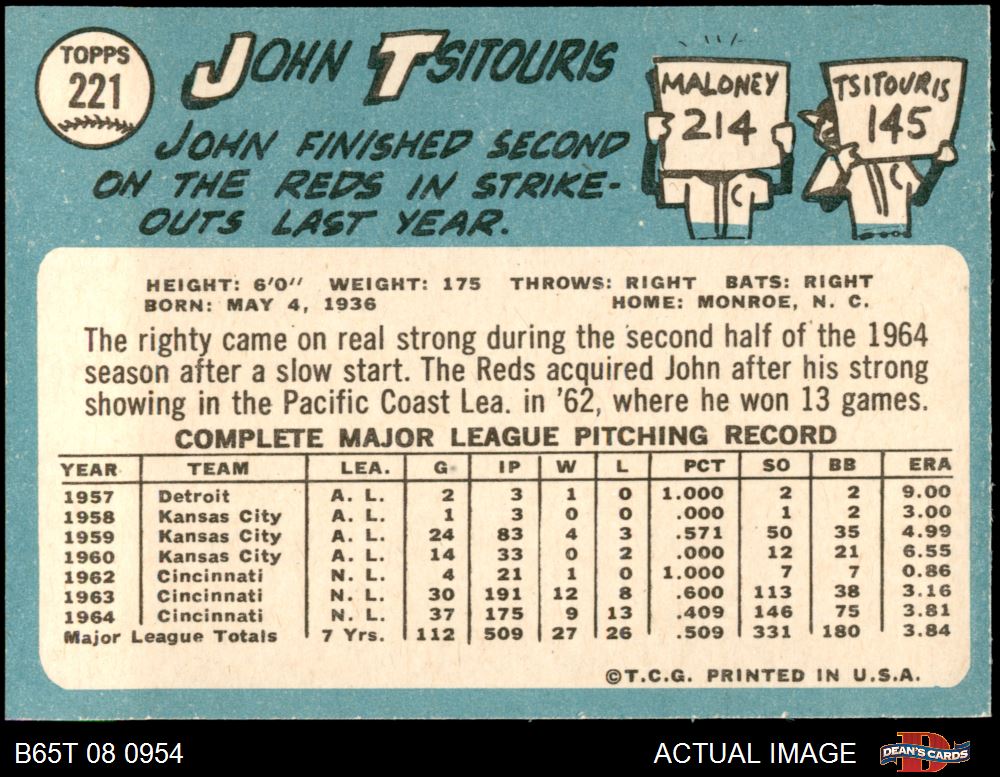 TOPPS
221
JOHN TSITOURIS
JOHN FINISHED SECOND
ON THE REDS IN STRIKE-
OUTS LAST YEAR.
MALONEY
214
C
TSITOURIS
145
C
HEIGHT: 6'0" WEIGHT: 175 THROWS: RIGHT BATS: RIGHT
BORN: MAY 4, 1936 HOME: MONROE, N. C.
The righty came on real strong during the second half of the 1964
season after a slow start. The Reds acquired John after his strong
showing in the Pacific Coast Lea. in '62, where he won 13 games.
COMPLETE MAJOR LEAGUE PITCHING RECORD
YEAR TEAM LEA. G IP W L PCT SO BB ERA
1957 Detroit A. L. 2 3 1 0 1.000 2 2 9.00
1958 Kansas City A. L. 1 3 0 0 .000 1 2 3.00
1959 Kansas City A. L. 24 83 4 3 .571 50 35 4.99
1960 Kansas City A. L. 14 33 0 2 .000 12 21 6.55
1962 Cincinnati N. L. 4 21 1 0 1.000 7 7 0.86
1963 Cincinnati N. L. 30 191 12 8 .600 113 38 3.16
1964 Cincinnati N. L. 37 175 9 13 .409 146 75 3.81
Major League Totals 7 Yrs. 112 509 27 26 .509 331 180 3.84
©T.C.G. PRINTED IN U.S.A.
B65T 08 0954 ACTUAL IMAGE DEAN'S CARDS